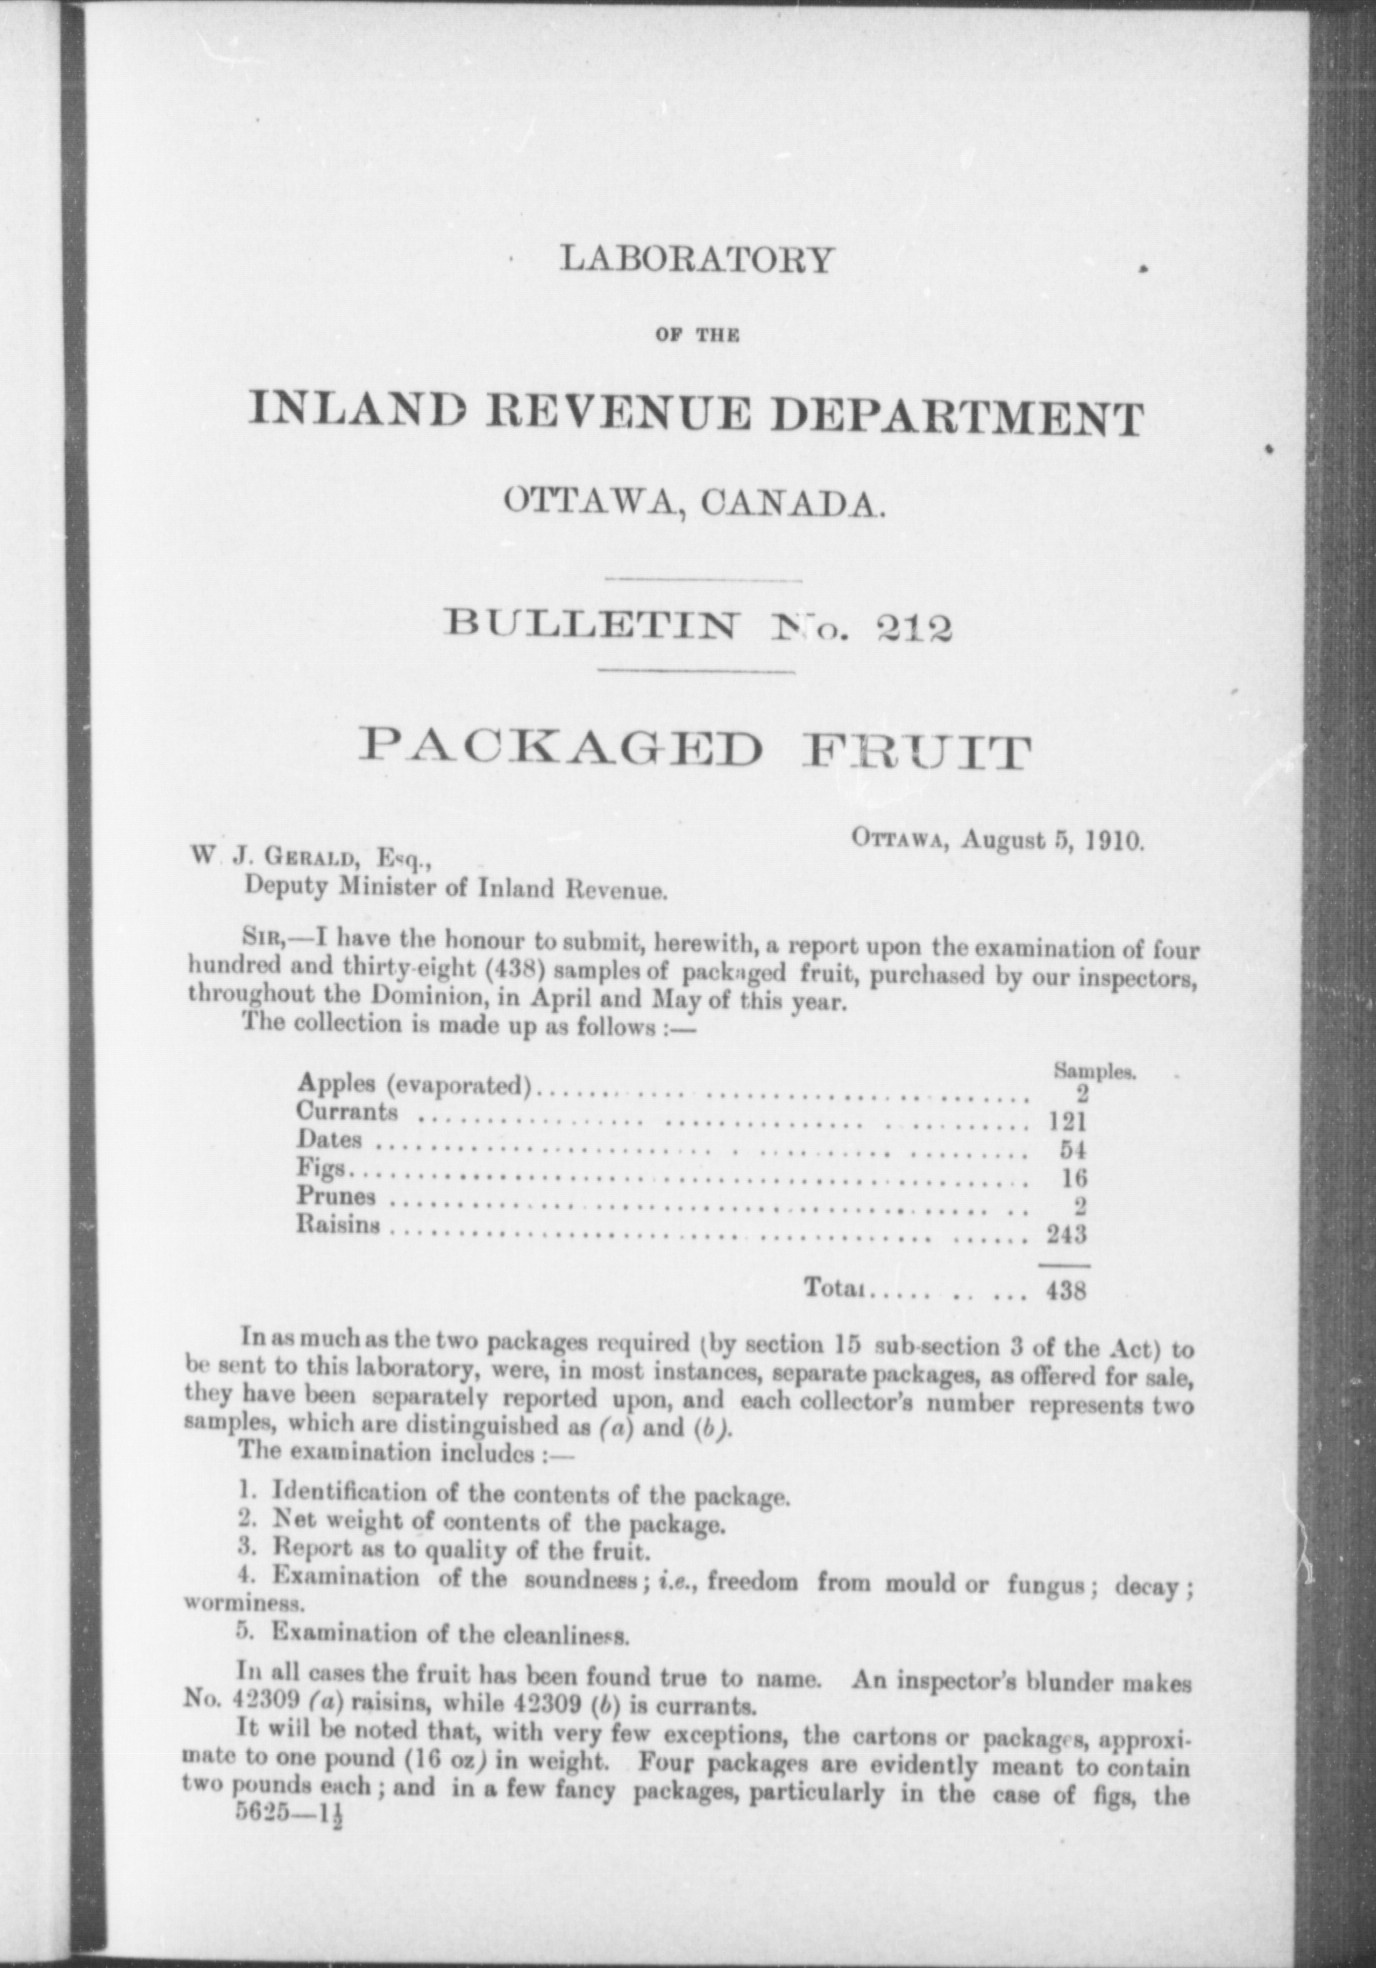 LABORATORY
OF THE
INLAND REVENUE DEPARTMENT
OTTAWA, CANADA.
BULLETIN No. 212
PACKAGED FRUIT
OTTAWA, August 5, 1910.
W. J. GERALD, Esq.,
Deputy Minister of Inland Revenue.
SIR,—I have the honour to submit, herewith, a report upon the examination of four
hundred and thirty-eight (438) samples of packaged fruit, purchased by our inspectors,
throughout the Dominion, in April and May of this year.
The collection is made up as follows :—
Samples.
Apples (evaporated)........................................ 2
Currants ........................................ 121
Dates ........................................ 54
Figs........................................ 16
Prunes ........................................ 2
Raisins ........................................ 243
Total............ 438
In as much as the two packages required (by section 15 sub-section 3 of the Act) to
be sent to this laboratory, were, in most instances, separate packages, as offered for sale,
they have been separately reported upon, and each collector's number represents two
samples, which are distinguished as (a) and (b).
The examination includes :—
1. Identification of the contents of the package.
2. Net weight of contents of the package.
3. Report as to quality of the fruit.
4. Examination of the soundness; i.e., freedom from mould or fungus; decay;
worminess.
5. Examination of the cleanliness.
In all cases the fruit has been found true to name. An inspector's blunder makes
No. 42309 (a) raisins, while 42309 (b) is currants.
It will be noted that, with very few exceptions, the cartons or packages, approxi-
mate to one pound (16 oz) in weight. Four packages are evidently meant to contain
two pounds each; and in a few fancy packages, particularly in the case of figs, the
5625—1½